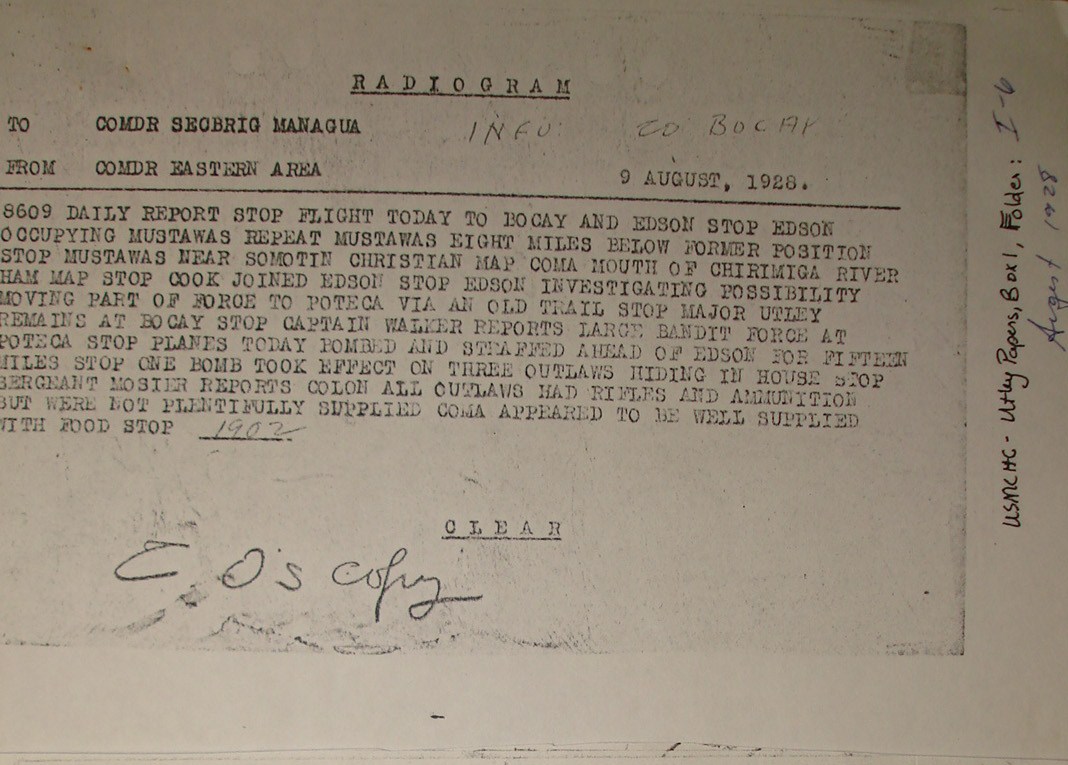 RADIOGRAM
TO COMDR SECBRIG MANAGUA INFO: CO BOCAY
FROM COMDR EASTERN AREA 9 AUGUST, 1928.
8609 DAILY REPORT STOP FLIGHT TODAY TO BOCAY AND EDSON STOP EDSON
OCCUPYING MUSTAWAS REPEAT MUSTAWAS EIGHT MILES BELOW FORMER POSITION
STOP MUSTAWAS NEAR SOMOTIN CHRISTIAN MAP COMA MOUTH OF CHIRIMIGA RIVER
HAM MAP STOP COOK JOINED EDSON STOP EDSON INVESTIGATING POSSIBILITY
MOVING PART OF FORCE TO POTECA VIA AN OLD TRAIL STOP MAJOR UTLEY
REMAINS AT BOCAY STOP CAPTAIN WALKER REPORTS LARGE BANDIT FORCE AT
POTECA STOP PLANES TODAY BOMBED AND STRAFFED AHEAD OF EDSON FOR FIFTEEN
MILES STOP ONE BOMB TOOK EFFECT ON THREE OUTLAWS HIDING IN HOUSE STOP
SERGEANT MOSIER REPORTS COLON ALL OUTLAWS HAD RIFLES AND AMMUNITION
BUT WERE NOT PLENTIFULLY SUPPLIED COMA APPEARED TO BE WELL SUPPLIED
WITH FOOD STOP 1902
CLEAR
C.O's copy
USMCHC - Utley Papers, Box 1, Folder: I-6
August 1928